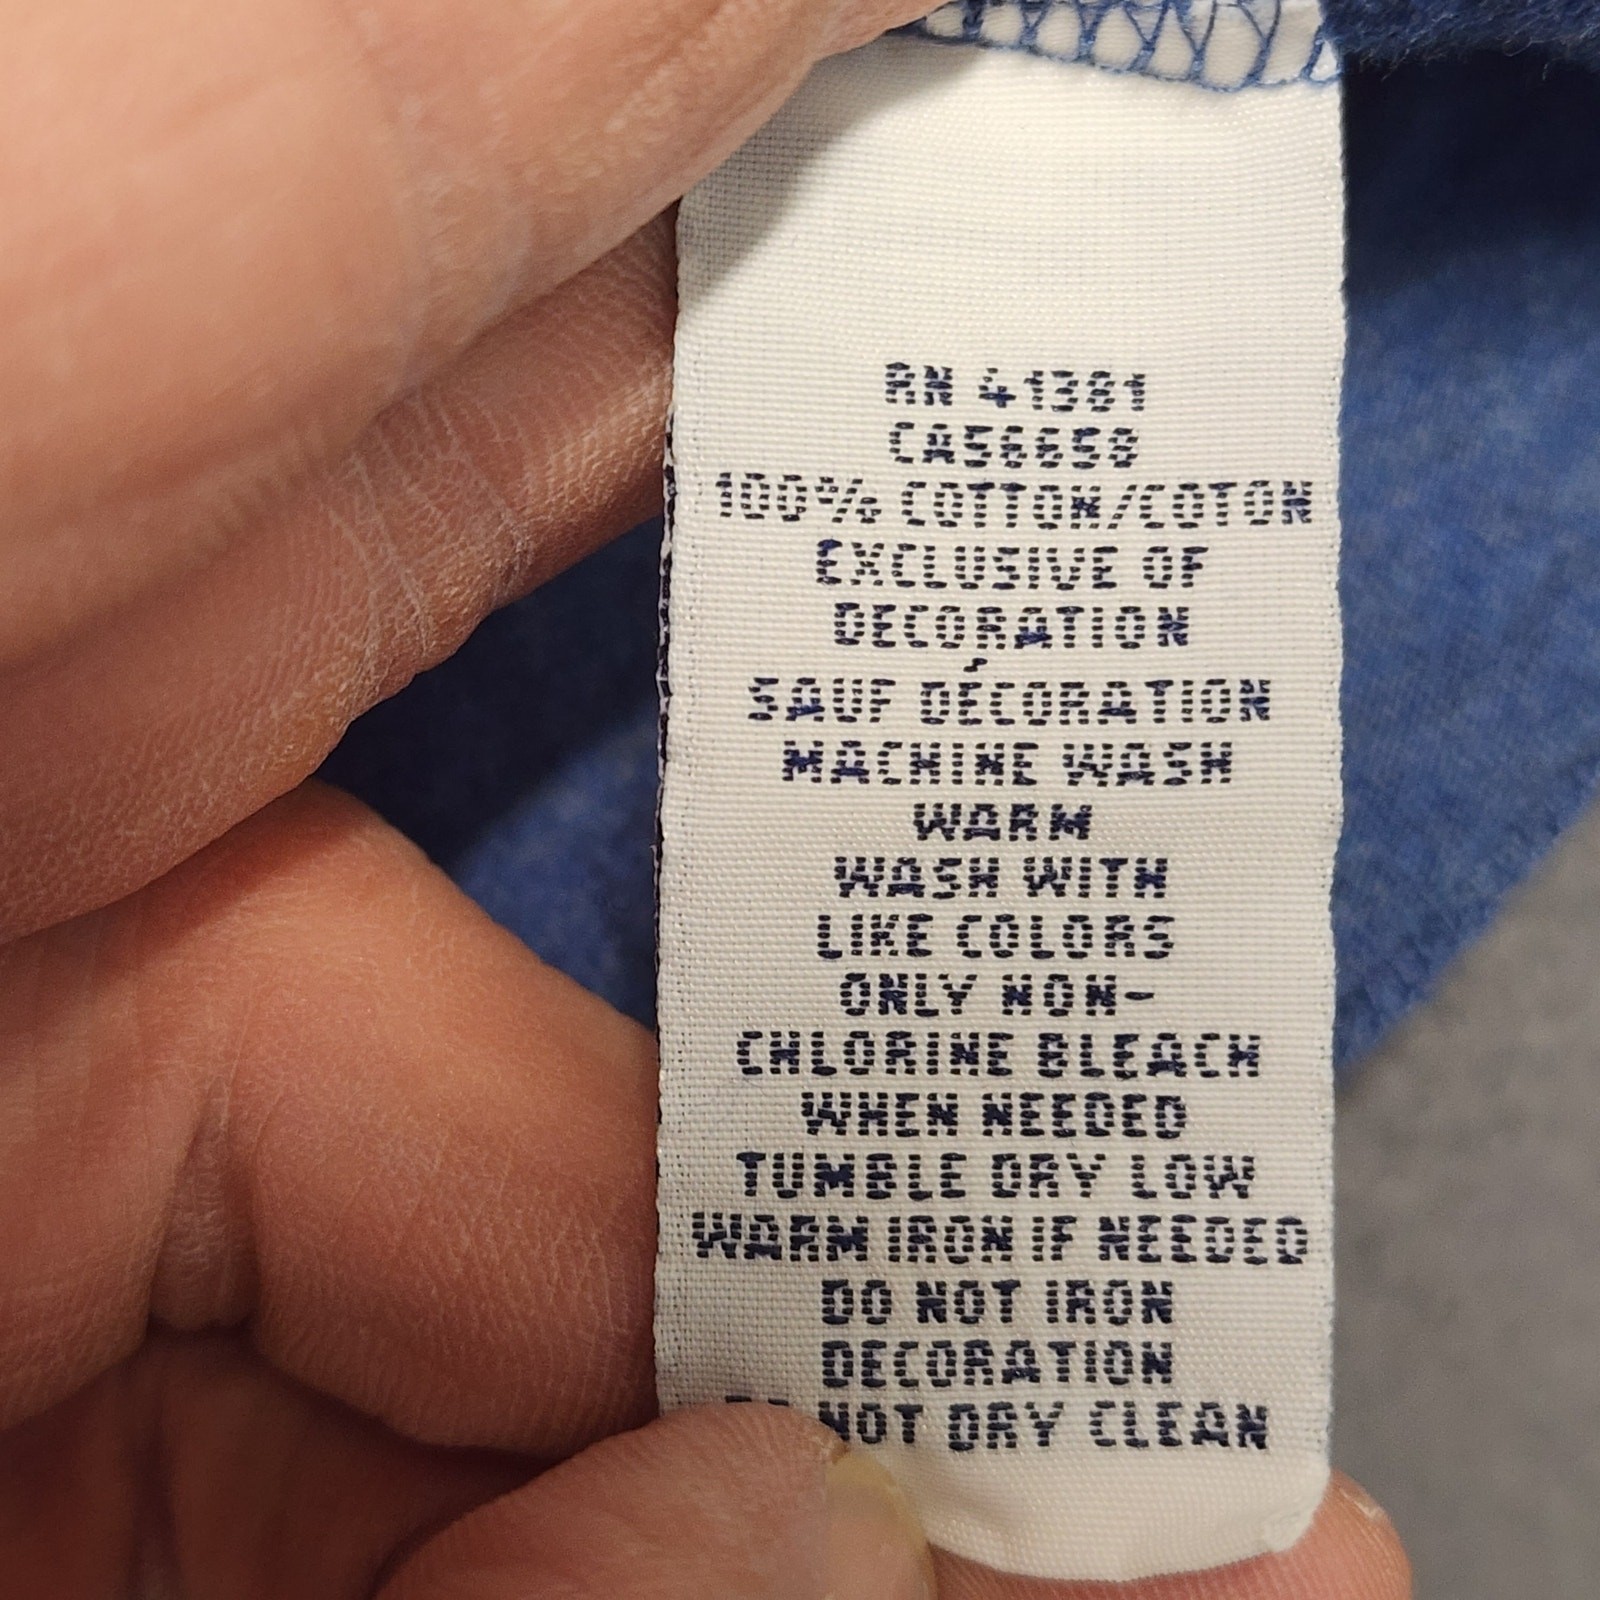 RN 41381
CA56658
100% COTTON/COTON
EXCLUSIVE OF
DECORATION
SAUF DÉCORATION
MACHINE WASH
WARM
WASH WITH
LIKE COLORS
ONLY NON-
CHLORINE BLEACH
WHEN NEEDED
TUMBLE DRY LOW
WARM IRON IF NEEDED
DO NOT IRON
DECORATION
NOT DRY CLEAN